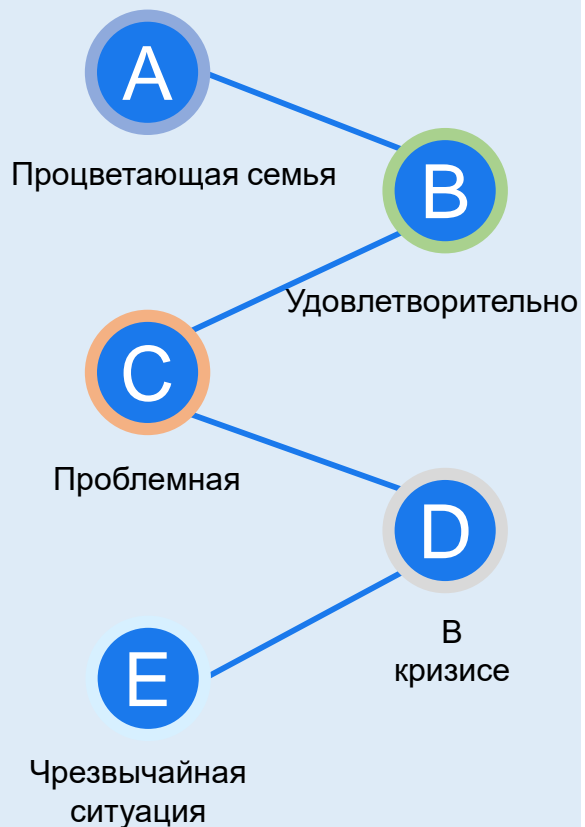 A
Процветающая семья
B
Удовлетворительно
C
Проблемная
D
В
кризисе
E
Чрезвычайная
ситуация